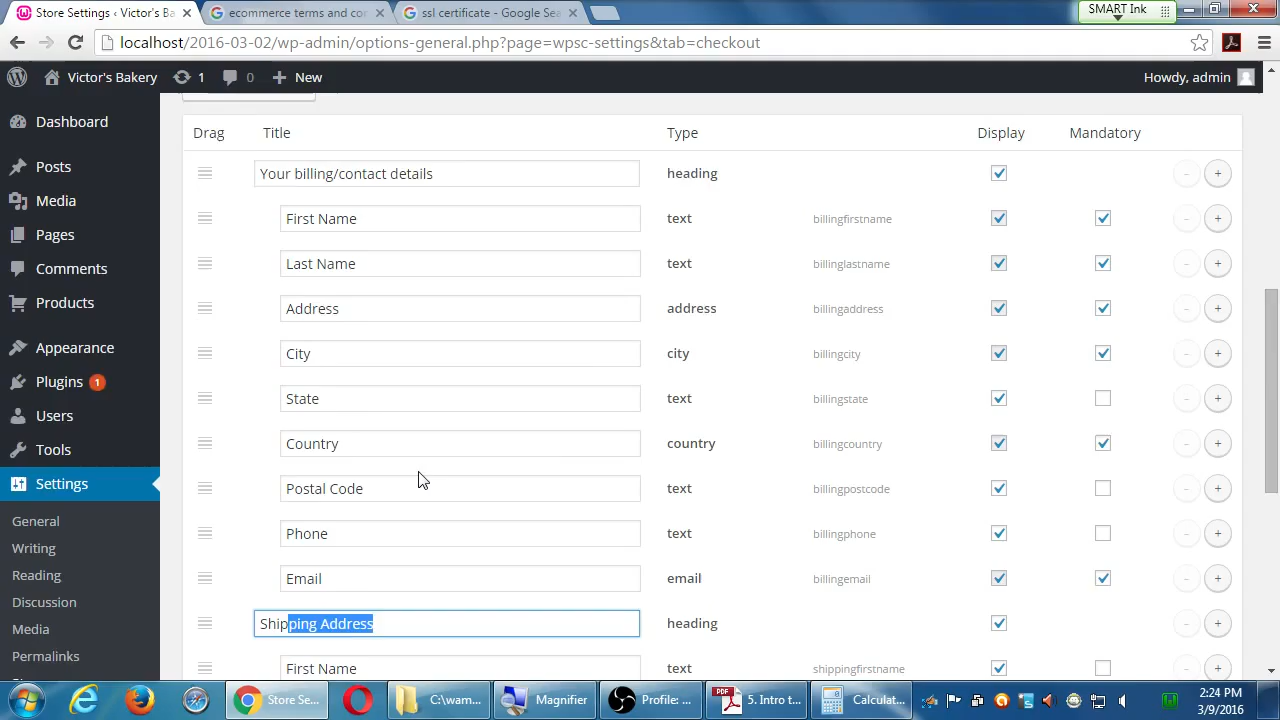 Store Settings ‹ Victor's B
ecommerce terms and con
ssl certificate - Google Sea
SMART Ink
localhost/2016-03-02/wp-admin/options-general.php?page=wpsc-settings&tab=checkout
Victor's Bakery 1 0 New Howdy, admin
Dashboard
Posts
Media
Pages
Comments
Products
Appearance
Plugins 1
Users
Tools
Settings
General
Writing
Reading
Discussion
Media
Permalinks
Drag Title Type Display Mandatory
Your billing/contact details heading - +
First Name text billingfirstname - +
Last Name text billinglastname - +
Address address billingaddress - +
City city billingcity - +
State text billingstate - +
Country country billingcountry - +
Postal Code text billingpostcode - +
Phone text billingphone - +
Email email billingemail - +
Shipping Address heading - +
First Name text shippingfirstname - +
Store Se...
C:\wam...
Magnifier
Profile: ...
PDF 5. Intro t...
Calculat...
2:24 PM
3/9/2016